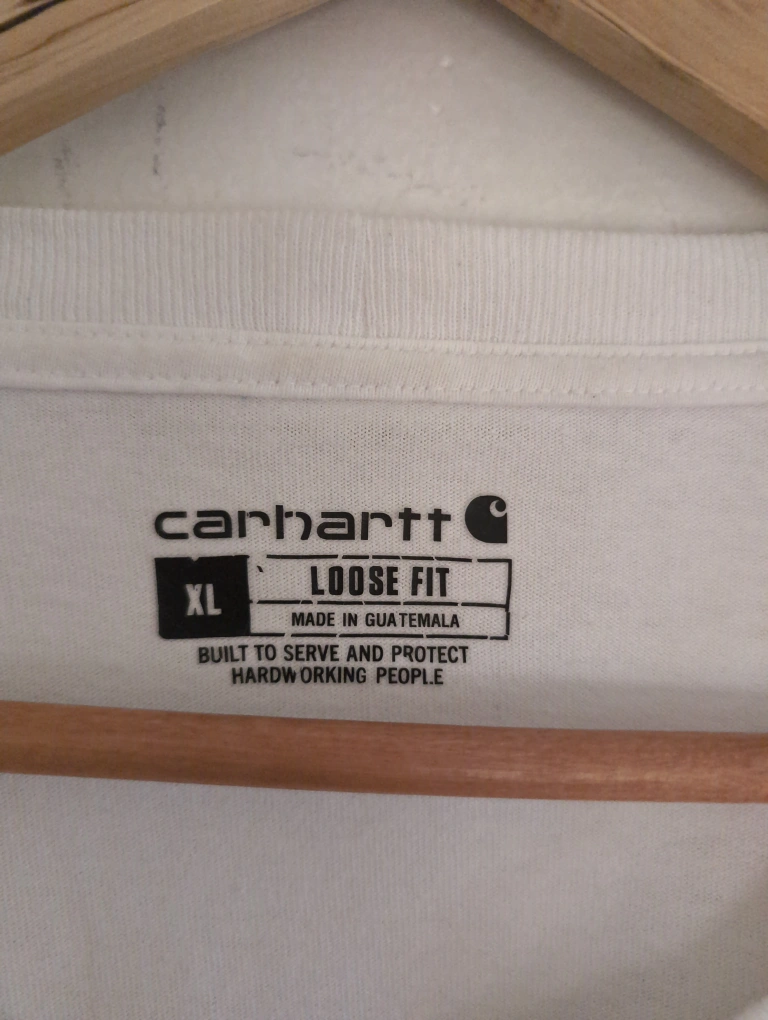 carhartt
XL
LOOSE FIT
MADE IN GUATEMALA
BUILT TO SERVE AND PROTECT
HARDWORKING PEOPLE